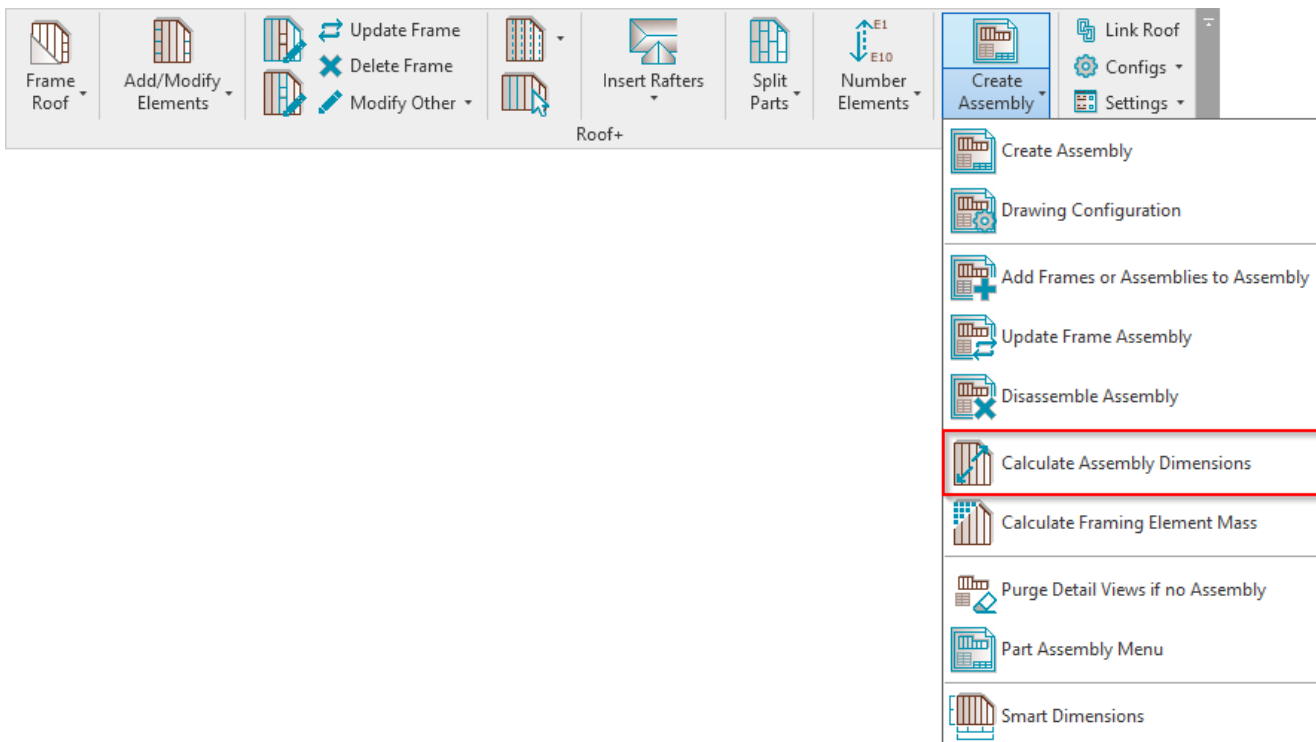 Frame
Roof
Add/Modify
Elements
Update Frame
Delete Frame
Modify Other
Insert Rafters
Split
Parts
E1
E10
Number
Elements
Create
Assembly
Link Roof
Configs
Settings
Roof+
Create Assembly
Drawing Configuration
Add Frames or Assemblies to Assembly
Update Frame Assembly
Disassemble Assembly
Calculate Assembly Dimensions
Calculate Framing Element Mass
Purge Detail Views if no Assembly
Part Assembly Menu
Smart Dimensions